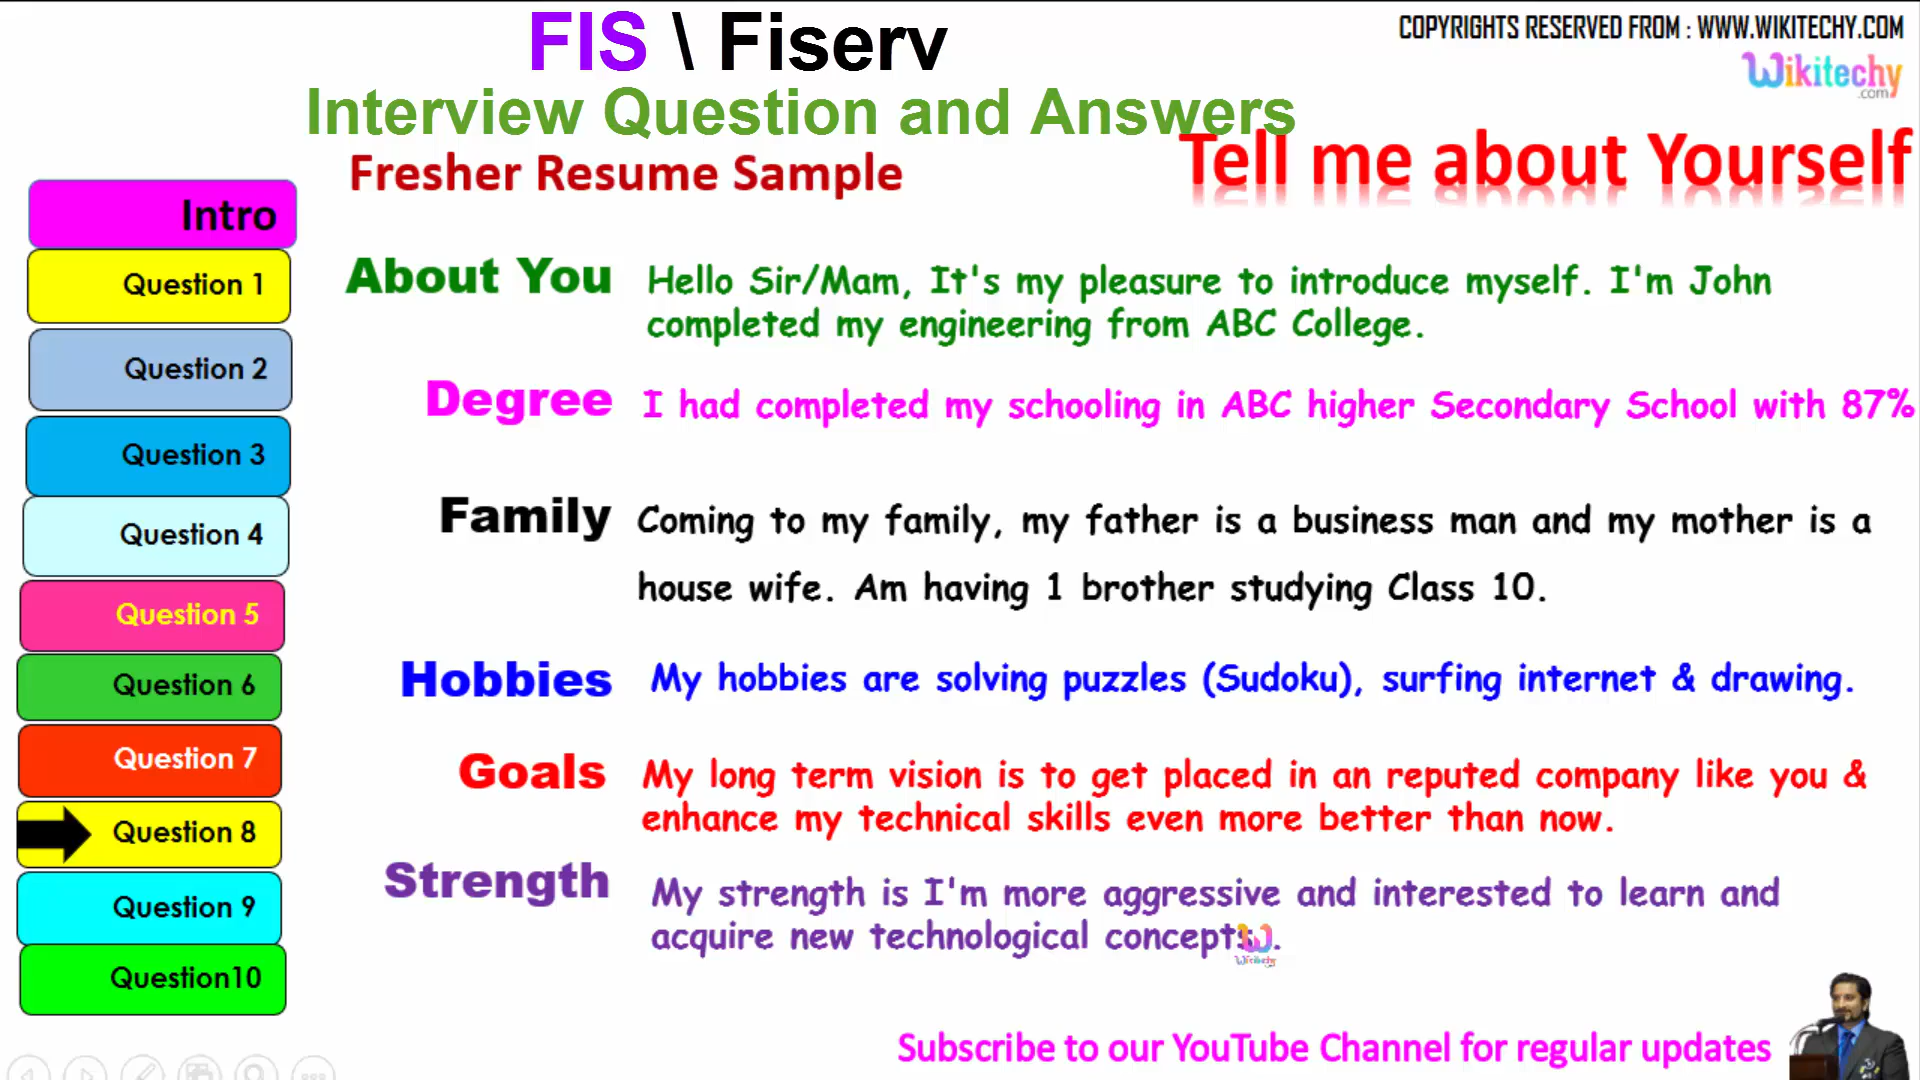 FIS \ Fiserv
COPYRIGHTS RESERVED FROM : WWW.WIKITECHY.COM
Wikitechy
.com
Interview Question and Answers
Fresher Resume Sample
Tell me about Yourself
Intro
Question 1
Question 2
Question 3
Question 4
Question 5
Question 6
Question 7
Question 8
Question 9
Question10
About You
Hello Sir/Mam, It's my pleasure to introduce myself. I'm John
completed my engineering from ABC College.
Degree
I had completed my schooling in ABC higher Secondary School with 87%
Family
Coming to my family, my father is a business man and my mother is a
house wife. Am having 1 brother studying Class 10.
Hobbies
My hobbies are solving puzzles (Sudoku), surfing internet & drawing.
Goals
My long term vision is to get placed in an reputed company like you &
enhance my technical skills even more better than now.
Strength
My strength is I'm more aggressive and interested to learn and
acquire new technological concepts.
Wikitechy
Subscribe to our YouTube Channel for regular updates